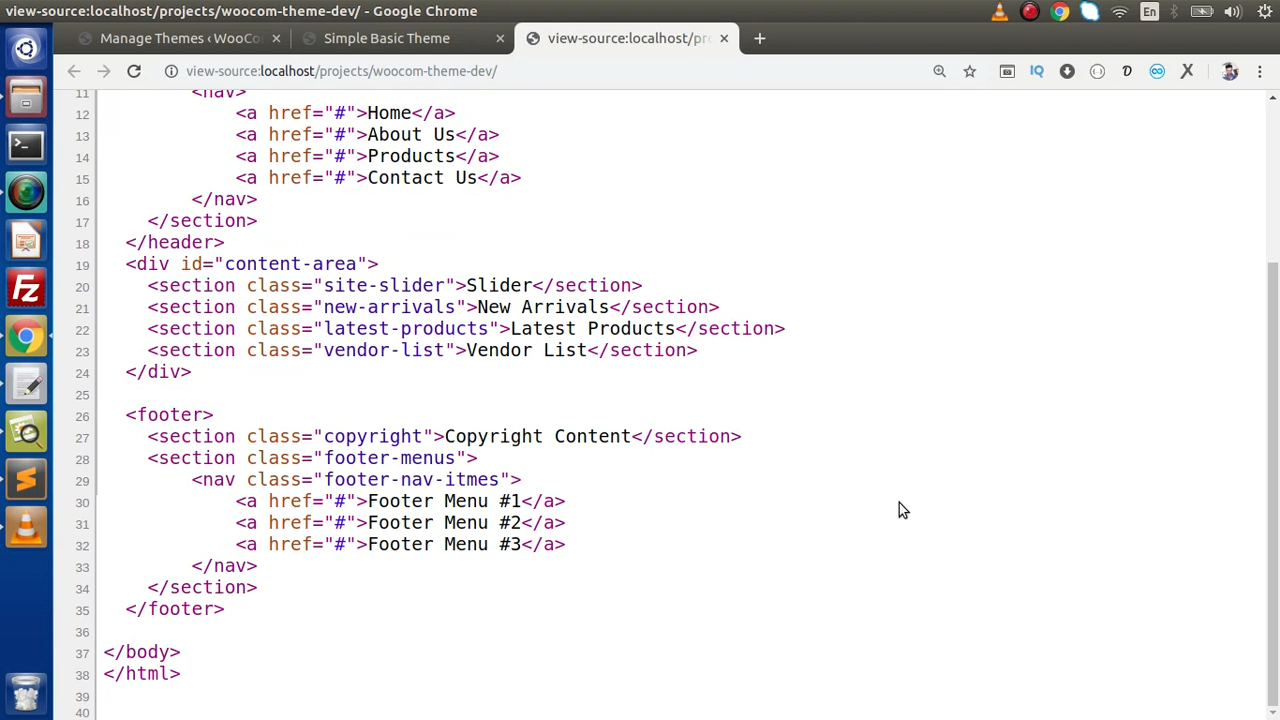 view-source:localhost/projects/woocom-theme-dev/ - Google Chrome
En
Manage Themes ‹ WooCo
Simple Basic Theme
view-source:localhost/pr
view-source:localhost/projects/woocom-theme-dev/
IQ
11 <nav>
12 <a href="#">Home</a>
13 <a href="#">About Us</a>
14 <a href="#">Products</a>
15 <a href="#">Contact Us</a>
16 </nav>
17 </section>
18 </header>
19 <div id="content-area">
20 <section class="site-slider">Slider</section>
21 <section class="new-arrivals">New Arrivals</section>
22 <section class="latest-products">Latest Products</section>
23 <section class="vendor-list">Vendor List</section>
24 </div>
25
26 <footer>
27 <section class="copyright">Copyright Content</section>
28 <section class="footer-menus">
29 <nav class="footer-nav-itmes">
30 <a href="#">Footer Menu #1</a>
31 <a href="#">Footer Menu #2</a>
32 <a href="#">Footer Menu #3</a>
33 </nav>
34 </section>
35 </footer>
36
37 </body>
38 </html>
39
40